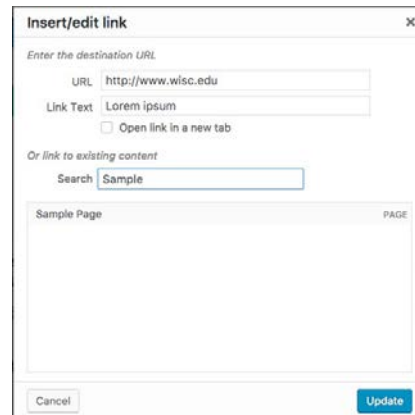 Insert/edit link ×
Enter the destination URL
URL http://www.wisc.edu
Link Text Lorem ipsum
Open link in a new tab
Or link to existing content
Search Sample
Sample Page PAGE
Cancel Update